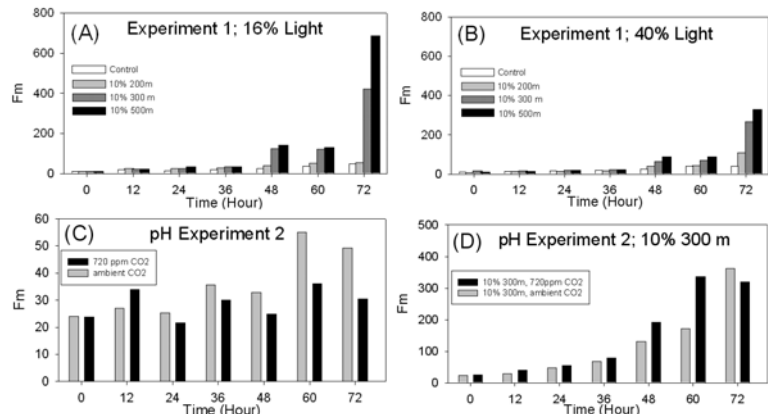 (A) Experiment 1; 16% Light
800
600
400
200
0
Fm
Control
10% 200m
10% 300 m
10% 500m
0 12 24 36 48 60 72
Time (Hour)
(B) Experiment 1; 40% Light
800
600
400
200
0
Fm
Control
10% 200m
10% 300 m
10% 500m
0 12 24 36 48 60 72
Time (Hour)
(C) pH Experiment 2
60
50
40
30
20
10
0
Fm
720 ppm CO2
ambient CO2
0 12 24 36 48 60 72
Time (Hour)
(D) pH Experiment 2; 10% 300 m
500
400
300
200
100
0
Fm
10% 300m, 720ppm CO2
10% 300m, ambient CO2
0 12 24 36 48 60 72
Time (Hour)